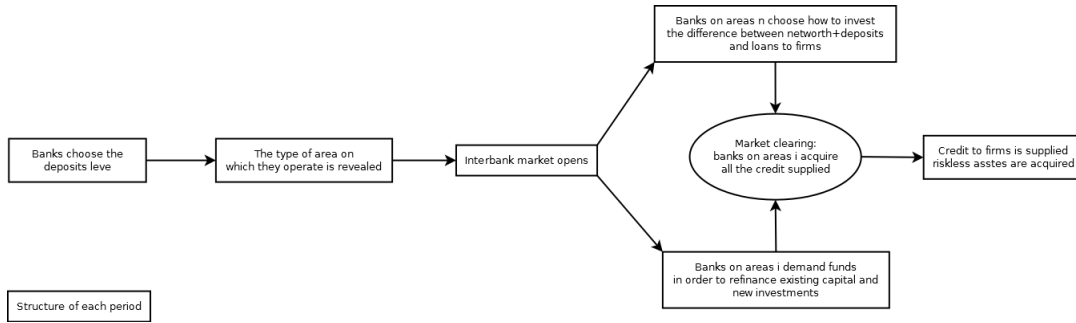 Banks choose the
deposits leve
The type of area on
which they operate is revealed
Interbank market opens
Banks on areas n choose how to invest
the difference between networth+deposits
and loans to firms
Market clearing:
banks on areas i acquire
all the credit supplied
Banks on areas i demand funds
in order to refinance existing capital and
new investments
Credit to firms is supplied
riskless asstes are acquired
Structure of each period